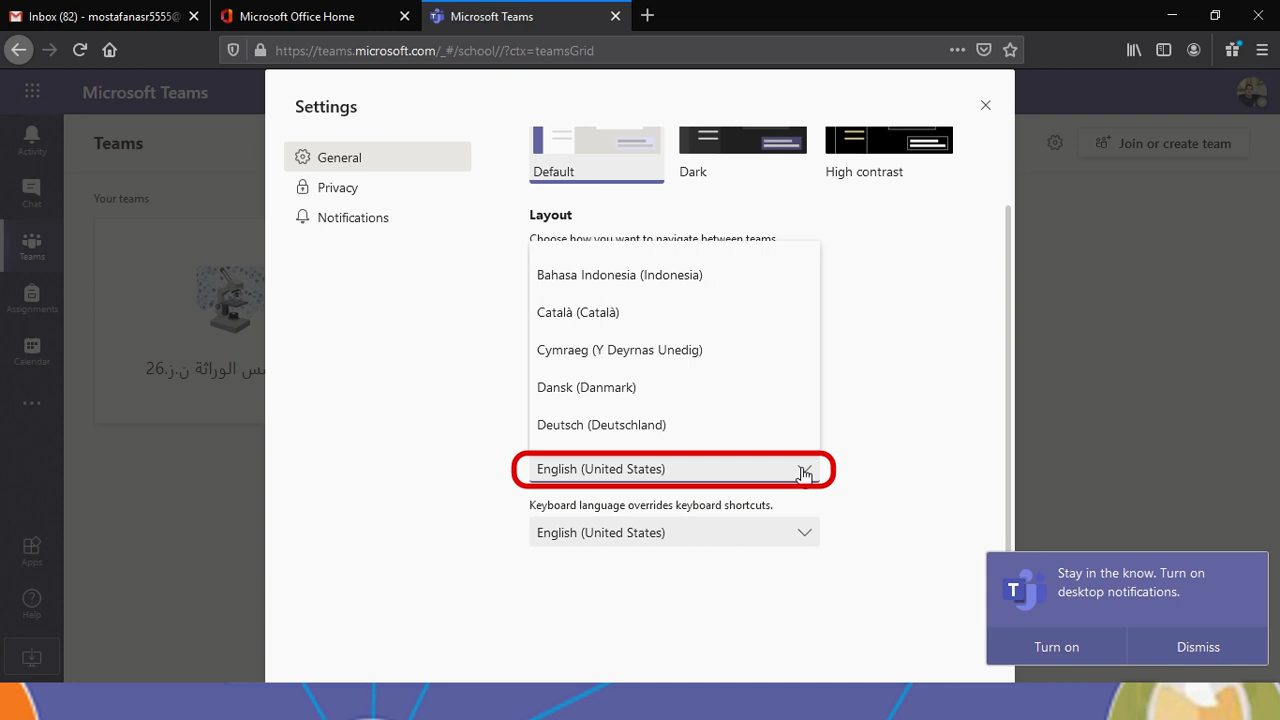 Inbox (82) - mostafanasr5555@
Microsoft Office Home
Microsoft Teams
https://teams.microsoft.com/_#/school//?ctx=teamsGrid
Microsoft Teams
Settings
Activity
Chat
Teams
Assignments
Calendar
Apps
Help
Teams
Join or create team
Your teams
26.الوراثة ن.ز
General
Privacy
Notifications
Default
Dark
High contrast
Layout
Choose how you want to navigate between teams
Bahasa Indonesia (Indonesia)
Català (Català)
Cymraeg (Y Deyrnas Unedig)
Dansk (Danmark)
Deutsch (Deutschland)
English (United States)
Keyboard language overrides keyboard shortcuts.
English (United States)
Stay in the know. Turn on
desktop notifications.
Turn on
Dismiss